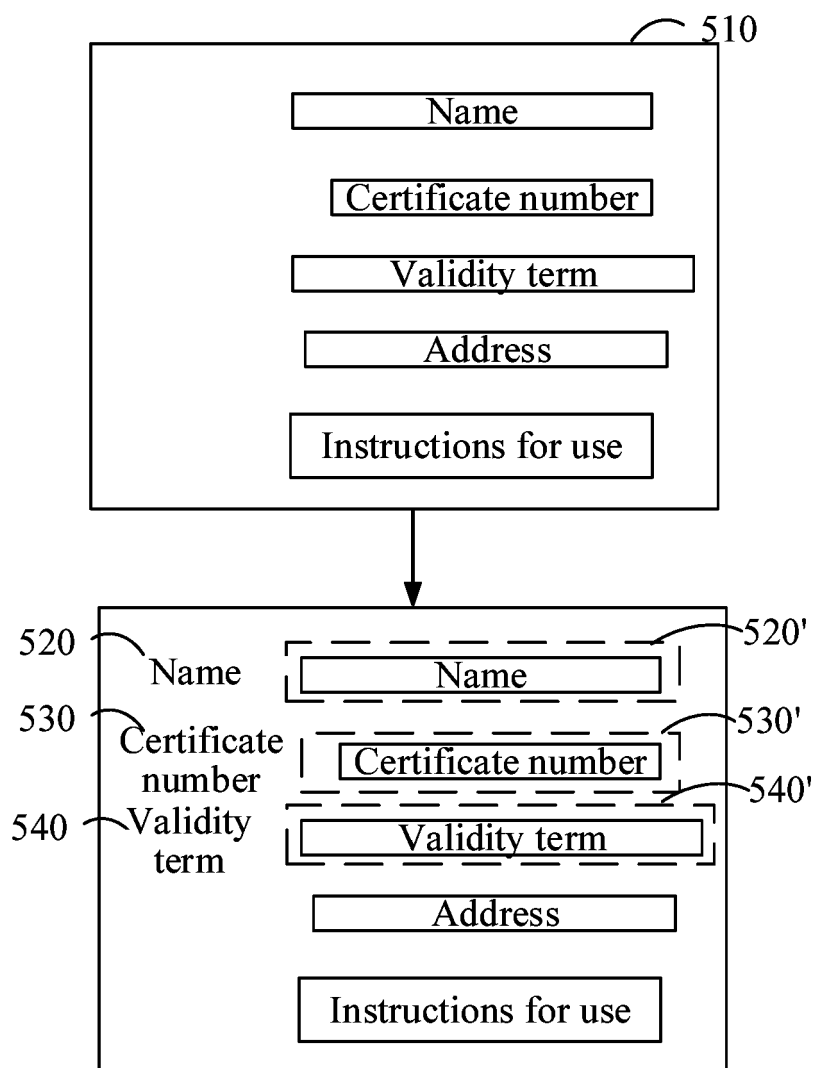 510
Name
Certificate number
Validity term
Address
Instructions for use
520
Name
Name
520'
530
Certificate
number
Certificate number
530'
540
Validity
term
Validity term
540'
Address
Instructions for use